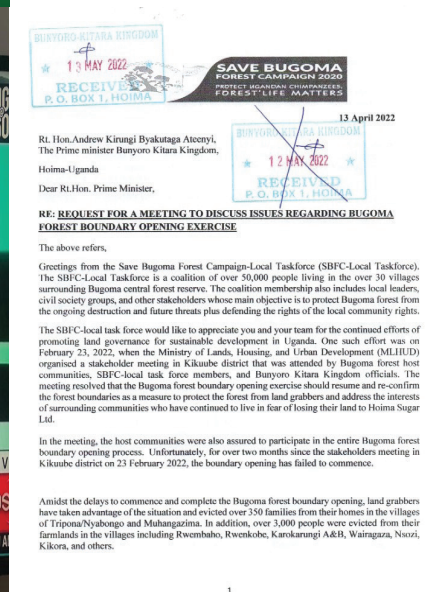 BUNYORO-KITARA KINGDOM
13 MAY 2022
RECEIVED
P. O. BOX 1, HOIMA
SAVE BUGOMA
FOREST CAMPAIGN 2020
PROTECT UGANDAN CHIMPANZEES,
FOREST'LIFE MATTERS
13 April 2022
BUNYORO-KITARA KINGDOM
12 MAY 2022
RECEIVED
P. O. BOX 1, HOIMA
Rt. Hon.Andrew Kirungi Byakutaga Ateenyi,
The Prime minister Bunyoro Kitara Kingdom,
Hoima-Uganda
Dear Rt.Hon. Prime Minister,
RE: REQUEST FOR A MEETING TO DISCUSS ISSUES REGARDING BUGOMA
FOREST BOUNDARY OPENING EXERCISE
The above refers,
Greetings from the Save Bugoma Forest Campaign-Local Taskforce (SBFC-Local Taskforce).
The SBFC-Local Taskforce is a coalition of over 50,000 people living in the over 30 villages
surrounding Bugoma central forest reserve. The coalition membership also includes local leaders,
civil society groups, and other stakeholders whose main objective is to protect Bugoma forest from
the ongoing destruction and future threats plus defending the rights of the local community rights.
The SBFC-local task force would like to appreciate you and your team for the continued efforts of
promoting land governance for sustainable development in Uganda. One such effort was on
February 23, 2022, when the Ministry of Lands, Housing, and Urban Development (MLHUD)
organised a stakeholder meeting in Kikuube district that was attended by Bugoma forest host
communities, SBFC-local task force members, and Bunyoro Kitara Kingdom officials. The
meeting resolved that the Bugoma forest boundary opening exercise should resume and re-confirm
the forest boundaries as a measure to protect the forest from land grabbers and address the interests
of surrounding communities who have continued to live in fear of losing their land to Hoima Sugar
Ltd.
In the meeting, the host communities were also assured to participate in the entire Bugoma forest
boundary opening process. Unfortunately, for over two months since the stakeholders meeting in
Kikuube district on 23 February 2022, the boundary opening has failed to commence.
Amidst the delays to commence and complete the Bugoma forest boundary opening, land grabbers
have taken advantage of the situation and evicted over 350 families from their homes in the villages
of Tripona/Nyabongo and Muhangazima. In addition, over 3,000 people were evicted from their
farmlands in the villages including Rwembaho, Rwenkobe, Karokarungi A&B, Wairagaza, Nsozi,
Kikora, and others.
1